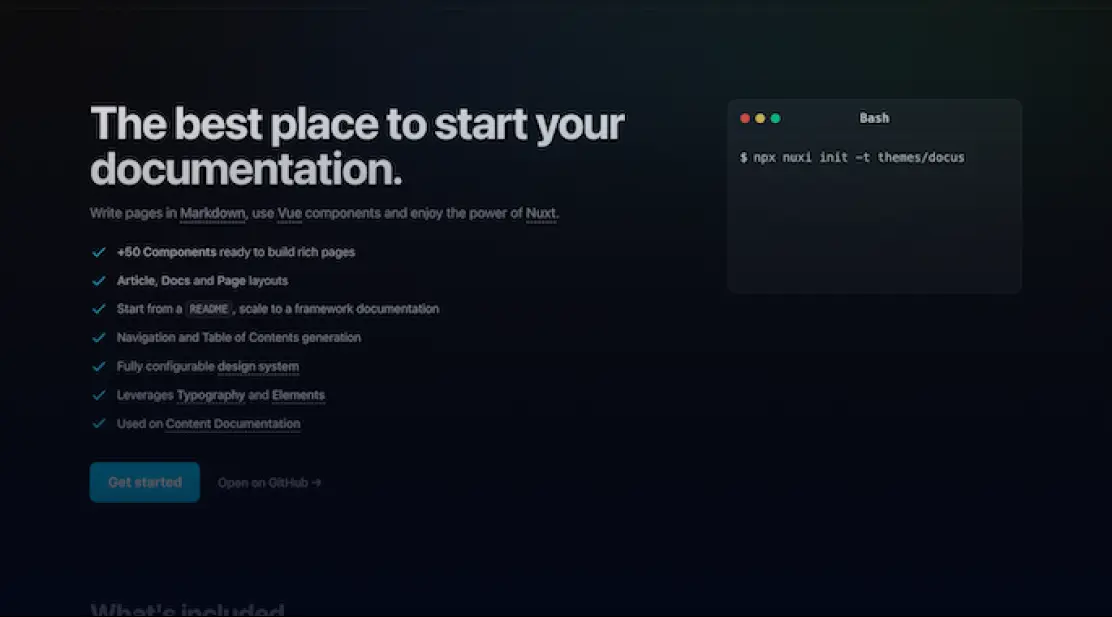 The best place to start your
documentation.
Write pages in Markdown, use Vue components and enjoy the power of Nuxt.
+50 Components ready to build rich pages
Article, Docs and Page layouts
Start from a README, scale to a framework documentation
Navigation and Table of Contents generation
Fully configurable design system
Leverages Typography and Elements
Used on Content Documentation
Get started
Open on GitHub →
Bash
$ npx nuxi init -t themes/docus
What's included